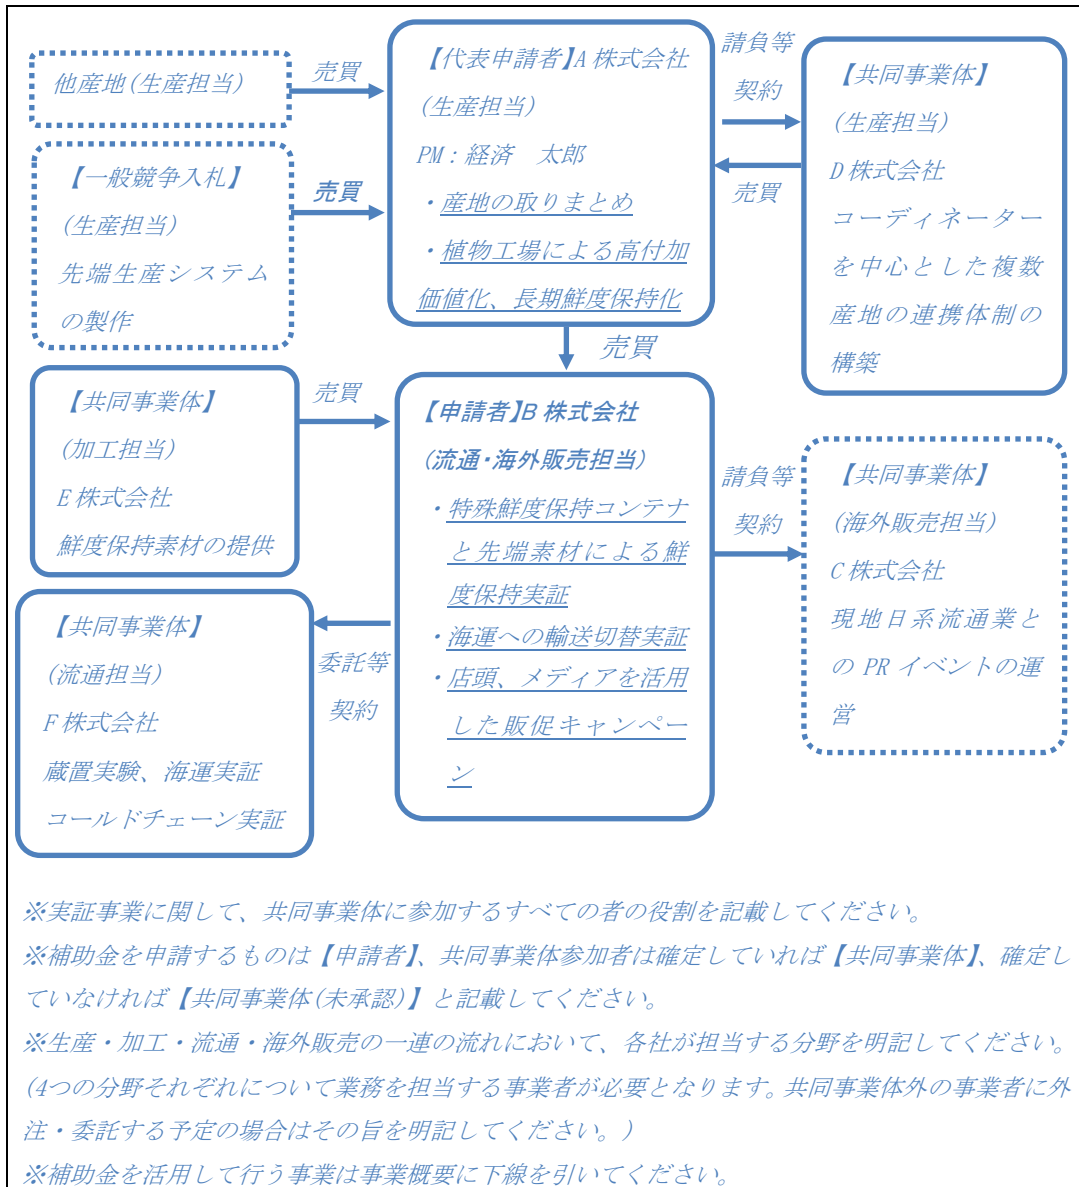 他産地(生産担当)
売買
【一般競争入札】
(生産担当)
先端生産システム
の製作
売買
【代表申請者】A 株式会社
(生産担当)
PM：経済　太郎
・産地の取りまとめ
・植物工場による高付加
価値化、長期鮮度保持化
請負等
契約
売買
【共同事業体】
(生産担当)
D 株式会社
コーディネーター
を中心とした複数
産地の連携体制の
構築
売買
【共同事業体】
(加工担当)
E 株式会社
鮮度保持素材の提供
売買
【申請者】B 株式会社
(流通・海外販売担当)
・特殊鮮度保持コンテナ
と先端素材による鮮
度保持実証
・海運への輸送切替実証
・店頭、メディアを活用
した販促キャンペー
ン
請負等
契約
【共同事業体】
(海外販売担当)
C 株式会社
現地日系流通業と
の PR イベントの運
営
【共同事業体】
(流通担当)
F 株式会社
蔵置実験、海運実証
コールドチェーン実証
委託等
契約
※実証事業に関して、共同事業体に参加するすべての者の役割を記載してください。
※補助金を申請するものは【申請者】、共同事業体参加者は確定していれば【共同事業体】、確定し
ていなければ【共同事業体(未承認)】と記載してください。
※生産・加工・流通・海外販売の一連の流れにおいて、各社が担当する分野を明記してください。
(4つの分野それぞれについて業務を担当する事業者が必要となります。共同事業体外の事業者に外
注・委託する予定の場合はその旨を明記してください。)
※補助金を活用して行う事業は事業概要に下線を引いてください。